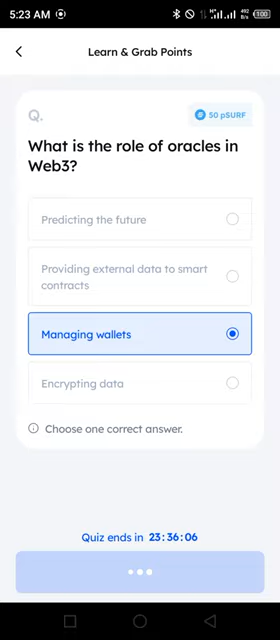 5:23 AM
492 B/s
100
Learn & Grab Points
Q.
50 pSURF
What is the role of oracles in
Web3?
Predicting the future
Providing external data to smart
contracts
Managing wallets
Encrypting data
Choose one correct answer.
Quiz ends in 23:36:06